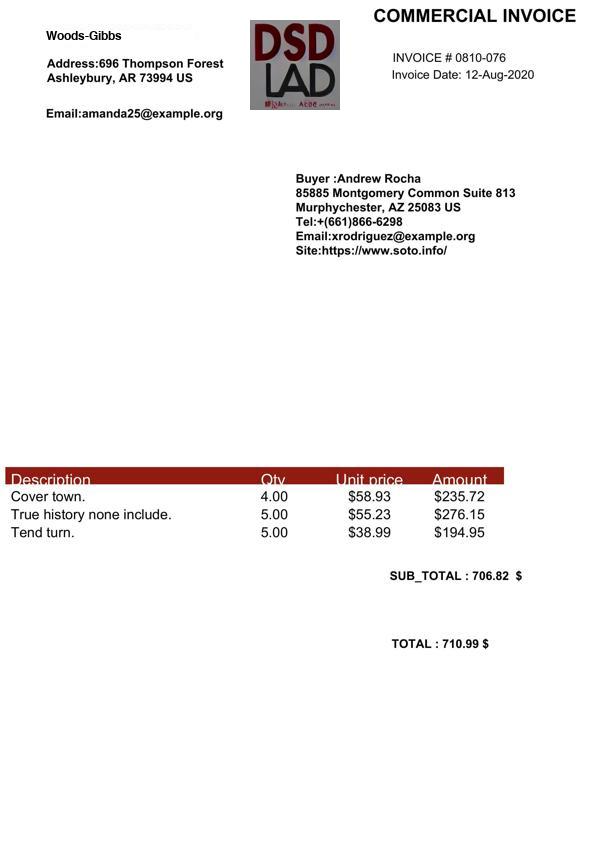 COMMERCIAL INVOICE
Woods-Gibbs
Address:696 Thompson Forest
Ashleybury, AR 73994 US
Email:amanda25@example.org
DSD
LAD
INVOICE # 0810-076
Invoice Date: 12-Aug-2020
Buyer :Andrew Rocha
85885 Montgomery Common Suite 813
Murphychester, AZ 25083 US
Tel:+(661)866-6298
Email:xrodriguez@example.org
Site:https://www.soto.info/
Description Qty Unit price Amount
Cover town. 4.00 $58.93 $235.72
True history none include. 5.00 $55.23 $276.15
Tend turn. 5.00 $38.99 $194.95
SUB_TOTAL : 706.82 $
TOTAL : 710.99 $